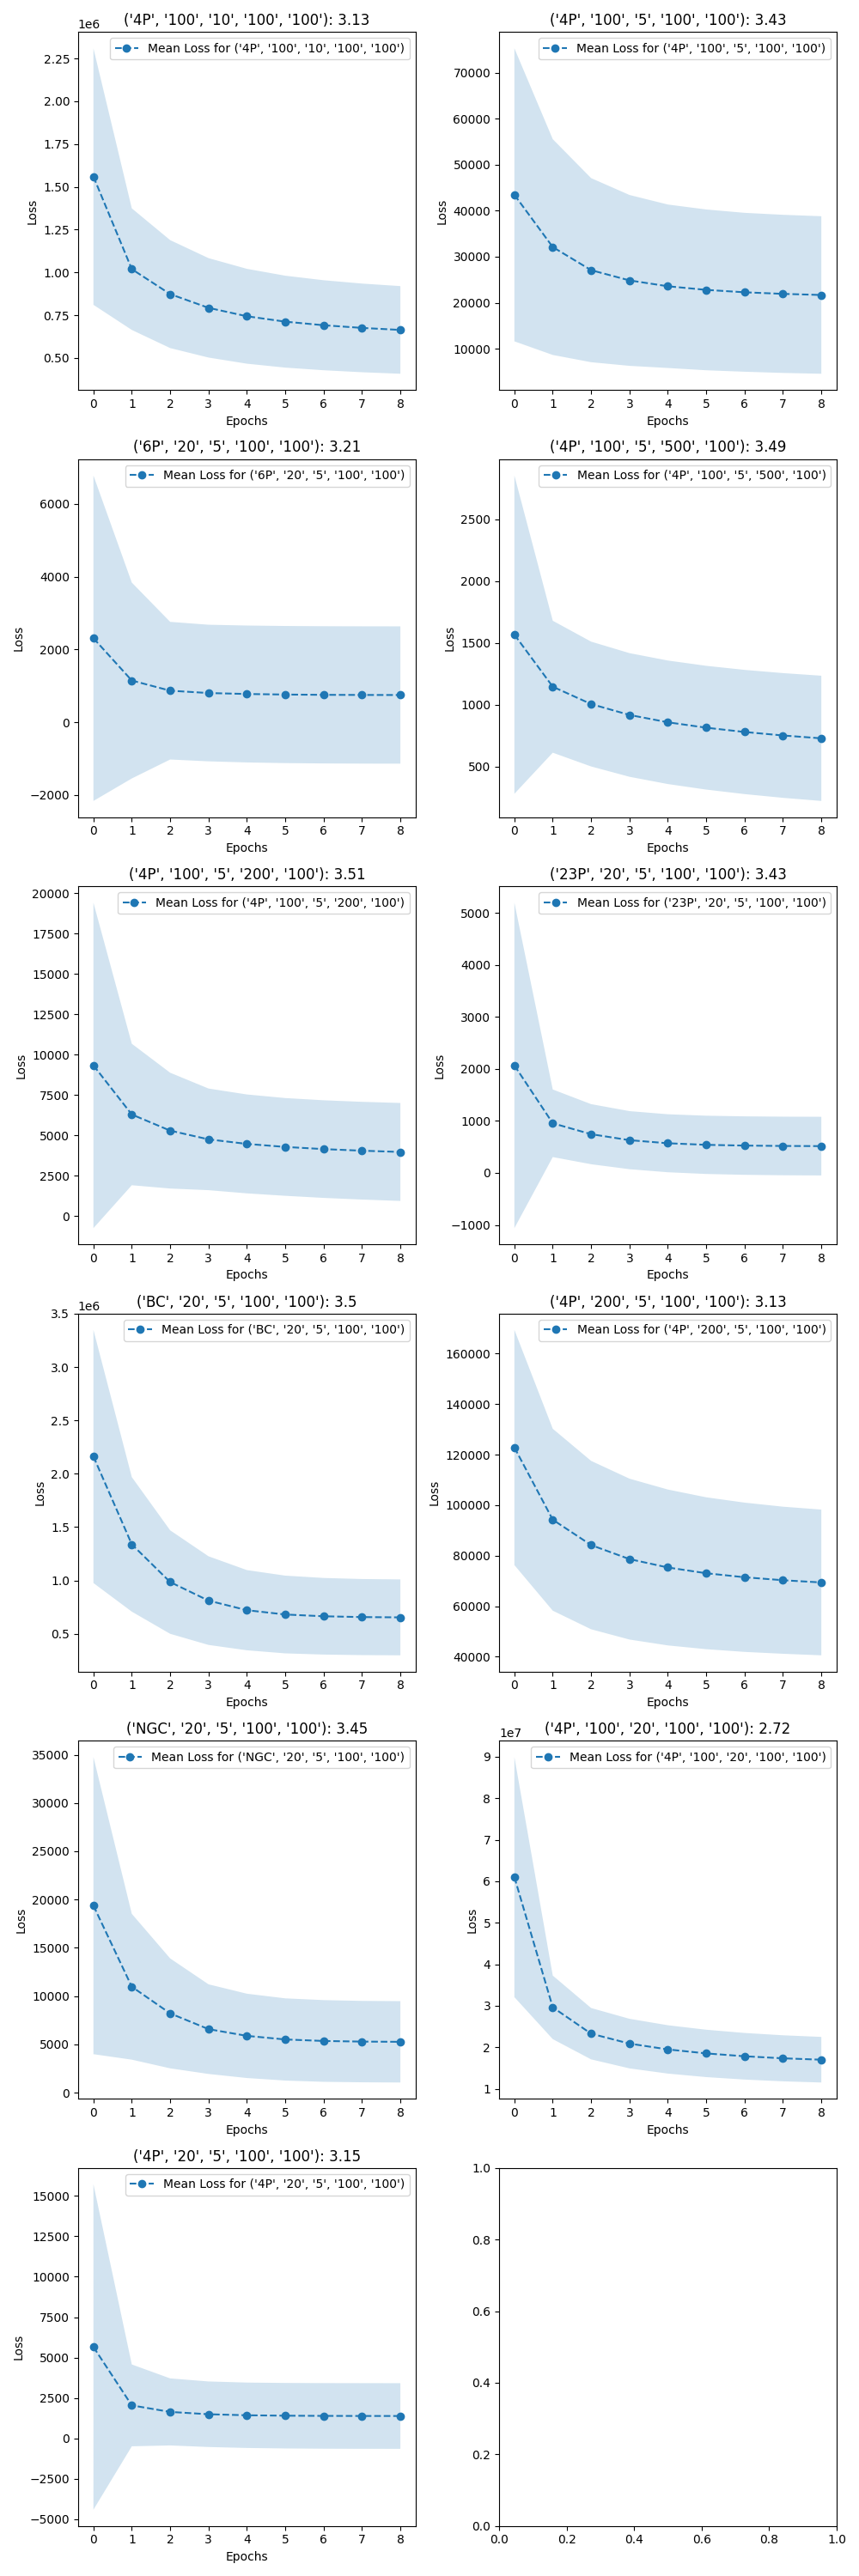 ('4P', '100', '10', '100', '100'): 3.13
1e6
Mean Loss for ('4P', '100', '10', '100', '100')
2.25
2.00
1.75
1.50
1.25
1.00
0.75
0.50
Loss
0 1 2 3 4 5 6 7 8
Epochs
('4P', '100', '5', '100', '100'): 3.43
Mean Loss for ('4P', '100', '5', '100', '100')
70000
60000
50000
40000
30000
20000
10000
Loss
0 1 2 3 4 5 6 7 8
Epochs
('6P', '20', '5', '100', '100'): 3.21
Mean Loss for ('6P', '20', '5', '100', '100')
6000
4000
2000
0
−2000
Loss
0 1 2 3 4 5 6 7 8
Epochs
('4P', '100', '5', '500', '100'): 3.49
Mean Loss for ('4P', '100', '5', '500', '100')
2500
2000
1500
1000
500
Loss
0 1 2 3 4 5 6 7 8
Epochs
('4P', '100', '5', '200', '100'): 3.51
Mean Loss for ('4P', '100', '5', '200', '100')
20000
17500
15000
12500
10000
7500
5000
2500
0
Loss
0 1 2 3 4 5 6 7 8
Epochs
('23P', '20', '5', '100', '100'): 3.43
Mean Loss for ('23P', '20', '5', '100', '100')
5000
4000
3000
2000
1000
0
−1000
Loss
0 1 2 3 4 5 6 7 8
Epochs
('BC', '20', '5', '100', '100'): 3.5
1e6
Mean Loss for ('BC', '20', '5', '100', '100')
3.5
3.0
2.5
2.0
1.5
1.0
0.5
Loss
0 1 2 3 4 5 6 7 8
Epochs
('4P', '200', '5', '100', '100'): 3.13
Mean Loss for ('4P', '200', '5', '100', '100')
160000
140000
120000
100000
80000
60000
40000
Loss
0 1 2 3 4 5 6 7 8
Epochs
('NGC', '20', '5', '100', '100'): 3.45
Mean Loss for ('NGC', '20', '5', '100', '100')
35000
30000
25000
20000
15000
10000
5000
0
Loss
0 1 2 3 4 5 6 7 8
Epochs
('4P', '100', '20', '100', '100'): 2.72
1e7
Mean Loss for ('4P', '100', '20', '100', '100')
9
8
7
6
5
4
3
2
1
Loss
0 1 2 3 4 5 6 7 8
Epochs
('4P', '20', '5', '100', '100'): 3.15
Mean Loss for ('4P', '20', '5', '100', '100')
15000
12500
10000
7500
5000
2500
0
−2500
−5000
Loss
0 1 2 3 4 5 6 7 8
Epochs
1.0
0.8
0.6
0.4
0.2
0.0
0.0 0.2 0.4 0.6 0.8 1.0